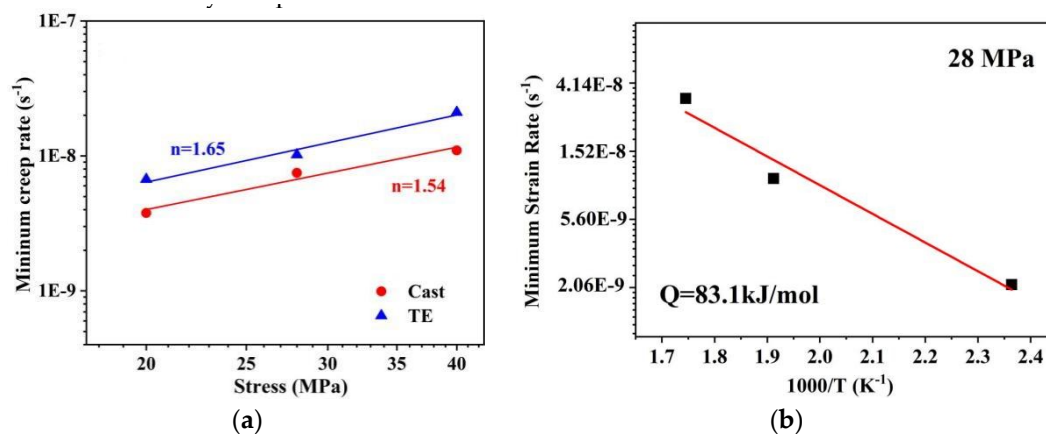 1E-7
1E-8
1E-9
Mininum creep rate (s⁻¹)
n=1.65
n=1.54
Cast
TE
20
25
30
35
40
Stress (MPa)
(a)
28 MPa
4.14E-8
1.52E-8
5.60E-9
2.06E-9
Minimum Strain Rate (s⁻¹)
Q=83.1kJ/mol
1.7
1.8
1.9
2.0
2.1
2.2
2.3
1000/T (K⁻¹)
(b)